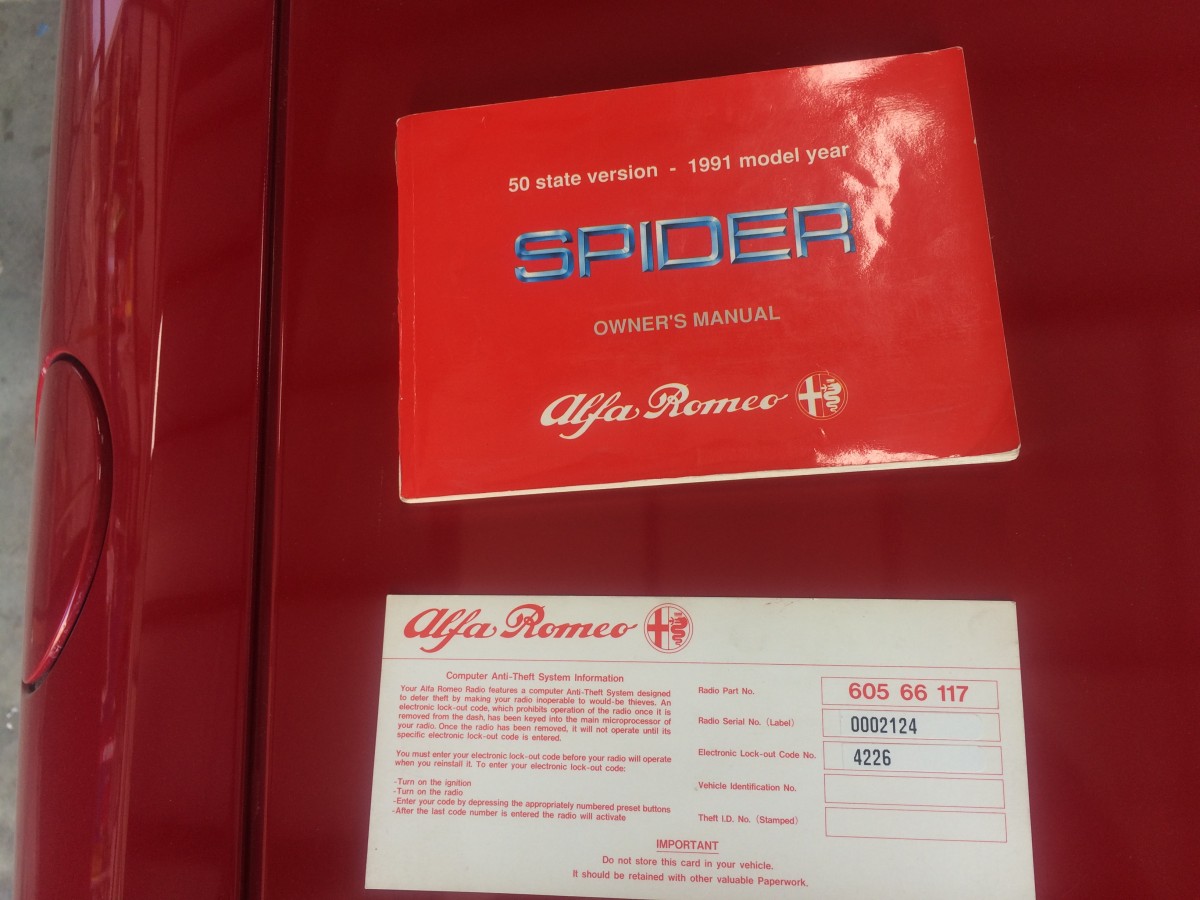 50 state version - 1991 model year
SPIDER
OWNER'S MANUAL
Alfa Romeo
Alfa Romeo
Computer Anti-Theft System Information
Your Alfa Romeo Radio features a computer Anti-Theft System designed
to deter theft by making your radio inoperable to would-be thieves. An
electronic lock-out code, which prohibits operation of the radio once it is
removed from the dash, has been keyed into the main microprocessor of
your radio. Once the radio has been removed, it will not operate until its
specific electronic lock-out code is entered.
You must enter your electronic lock-out code before your radio will operate
when you reinstall it. To enter your electronic lock-out code:
-Turn on the ignition
-Turn on the radio
-Enter your code by depressing the appropriately numbered preset buttons
-After the last code number is entered the radio will activate
Radio Part No. 605 66 117
Radio Serial No. (Label) 0002124
Electronic Lock-out Code No. 4226
Vehicle Identification No.
Theft I.D. No. (Stamped)
IMPORTANT
Do not store this card in your vehicle.
It should be retained with other valuable Paperwork.